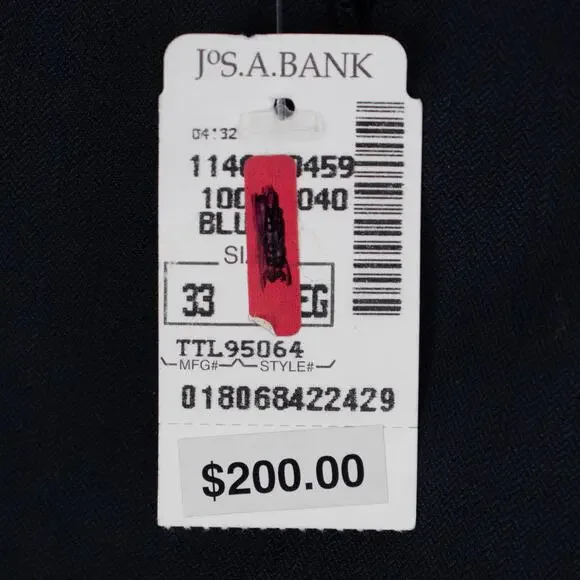 JoS.A.BANK
04132
114 0459
100 040
BLU
SI
33 EG
TTL95064
MFG# STYLE#
018068422429
$200.00